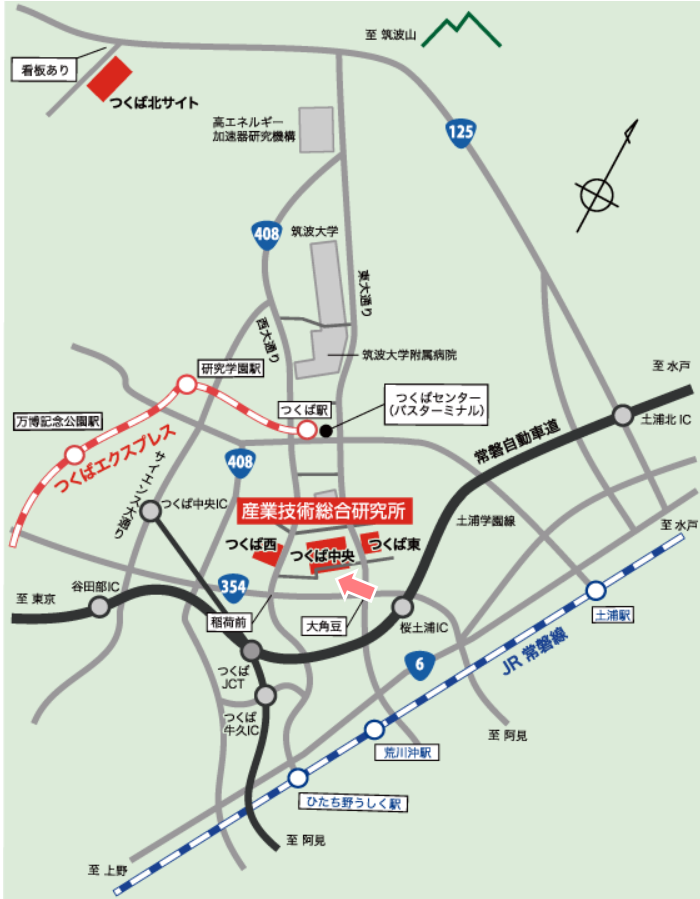 至 筑波山
看板あり
つくば北サイト
高エネルギー
加速器研究機構
125
408
筑波大学
東大通り
西大通り
筑波大学附属病院
研究学園駅
至 水戸
つくば駅
つくばセンター
(バスターミナル)
万博記念公園駅
土浦北 IC
つくばエクスプレス
常磐自動車道
408
サイエンス大通り
つくば中央IC
産業技術総合研究所
土浦学園線
至 水戸
つくば西
つくば中央
つくば東
谷田部IC
354
至 東京
稲荷前
大角豆
桜土浦IC
土浦駅
つくば
JCT
6
JR 常磐線
つくば
牛久IC
至 阿見
荒川沖駅
ひたち野うしく駅
至 阿見
至 上野